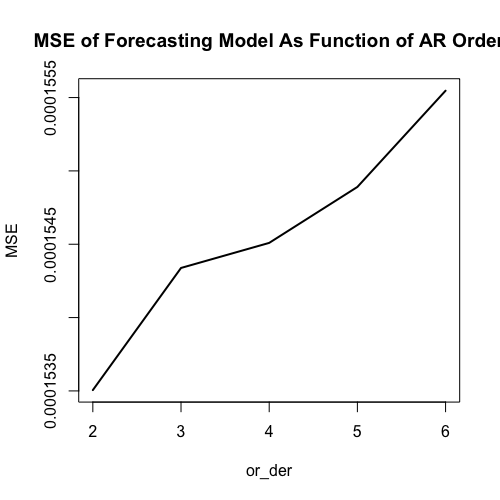 MSE of Forecasting Model As Function of AR Order
0.0001555
0.0001545
0.0001535
MSE
2 3 4 5 6
or_der